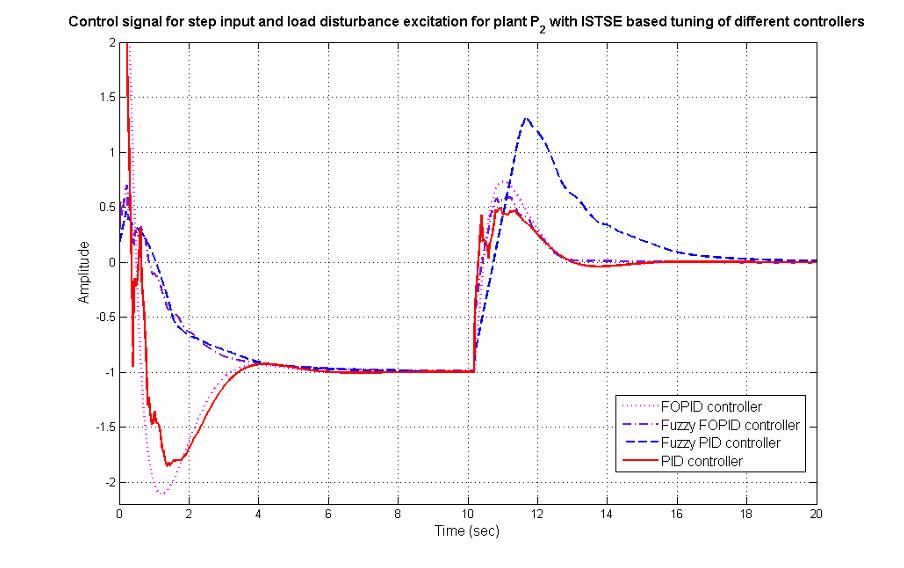 Control signal for step input and load disturbance excitation for plant P2 with ISTSE based tuning of different controllers
2
1.5
1
0.5
0
-0.5
-1
-1.5
-2
Amplitude
FOPID controller
Fuzzy FOPID controller
Fuzzy PID controller
PID controller
0 2 4 6 8 10 12 14 16 18 20
Time (sec)